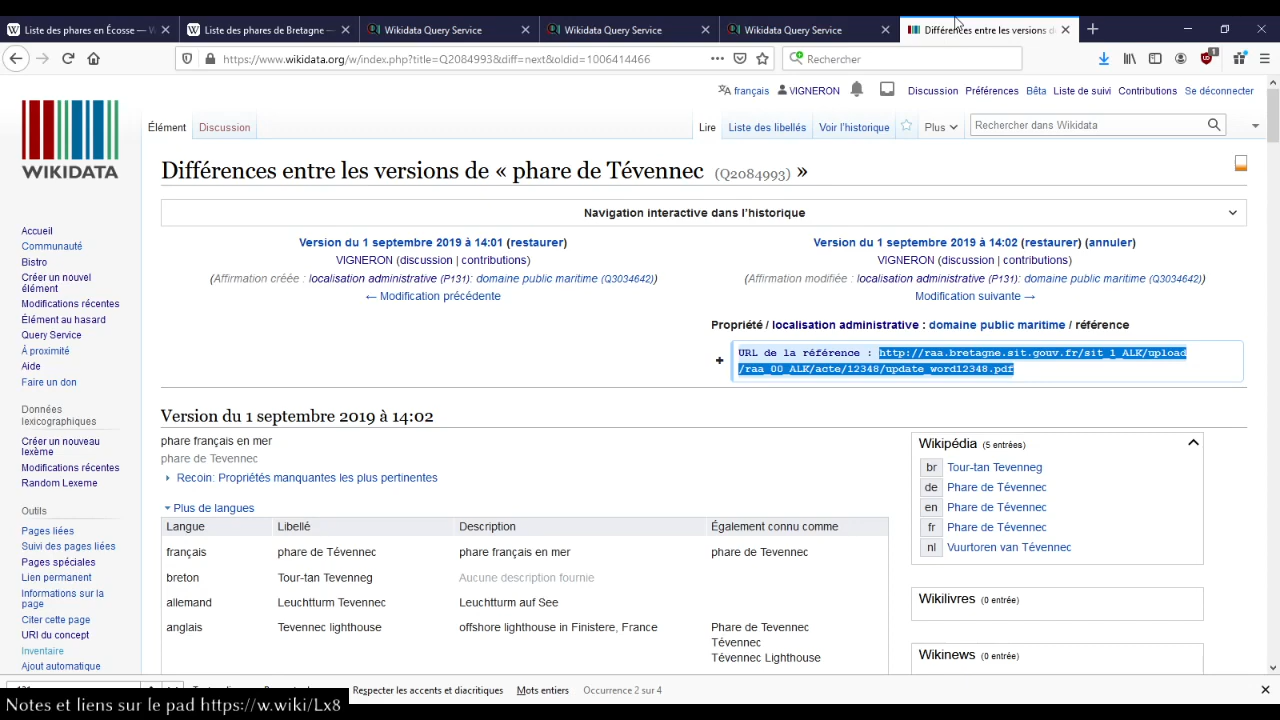 Liste des phares en Écosse — W
Liste des phares de Bretagne —
Wikidata Query Service
Wikidata Query Service
Wikidata Query Service
Différences entre les versions d
https://www.wikidata.org/w/index.php?title=Q2084993&diff=next&oldid=1006414466
Rechercher
1
français
VIGNERON
Discussion
Préférences
Bêta
Liste de suivi
Contributions
Se déconnecter
Élément
Discussion
Lire
Liste des libellés
Voir l'historique
Plus
Rechercher dans Wikidata
WIKIDATA
Différences entre les versions de « phare de Tévennec (Q2084993) »
Navigation interactive dans l'historique
Version du 1 septembre 2019 à 14:01 (restaurer)
VIGNERON (discussion | contributions)
(Affirmation créée : localisation administrative (P131): domaine public maritime (Q3034642))
← Modification précédente
Version du 1 septembre 2019 à 14:02 (restaurer) (annuler)
VIGNERON (discussion | contributions)
(Affirmation modifiée : localisation administrative (P131): domaine public maritime (Q3034642))
Modification suivante →
Propriété / localisation administrative : domaine public maritime / référence
+
URL de la référence : http://raa.bretagne.sit.gouv.fr/sit_1_ALK/upload
/raa_00_ALK/acte/12348/update_word12348.pdf
Accueil
Communauté
Bistro
Créer un nouvel
élément
Modifications récentes
Élément au hasard
Query Service
À proximité
Aide
Faire un don
Données
lexicographiques
Créer un nouveau
lexème
Modifications récentes
Random Lexeme
Outils
Pages liées
Suivi des pages liées
Pages spéciales
Lien permanent
Informations sur la
page
Citer cette page
URI du concept
Inventaire
Ajout automatique
Version du 1 septembre 2019 à 14:02
phare français en mer
phare de Tevennec
Recoin: Propriétés manquantes les plus pertinentes
Plus de langues
Langue Libellé Description Également connu comme
français phare de Tévennec phare français en mer phare de Tevennec
breton Tour-tan Tevenneg Aucune description fournie
allemand Leuchtturm Tevennec Leuchtturm auf See
anglais Tevennec lighthouse offshore lighthouse in Finistere, France Phare de Tevennec
Tévennec
Tévennec Lighthouse
Wikipédia (5 entrées)
br Tour-tan Tevenneg
de Phare de Tévennec
en Phare de Tévennec
fr Phare de Tévennec
nl Vuurtoren van Tévennec
Wikilivres (0 entrée)
Wikinews (0 entrée)
Respecter les accents et diacritiques
Mots entiers
Occurrence 2 sur 4
Notes et liens sur le pad https://w.wiki/Lx8